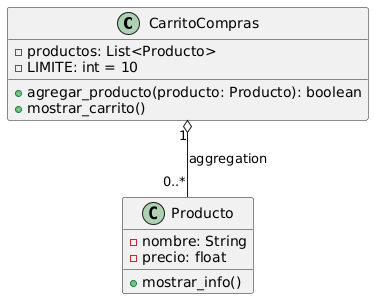 C CarritoCompras
productos: List<Producto>
LIMITE: int = 10
agregar_producto(producto: Producto): boolean
mostrar_carrito()
1
aggregation
0..*
C Producto
nombre: String
precio: float
mostrar_info()